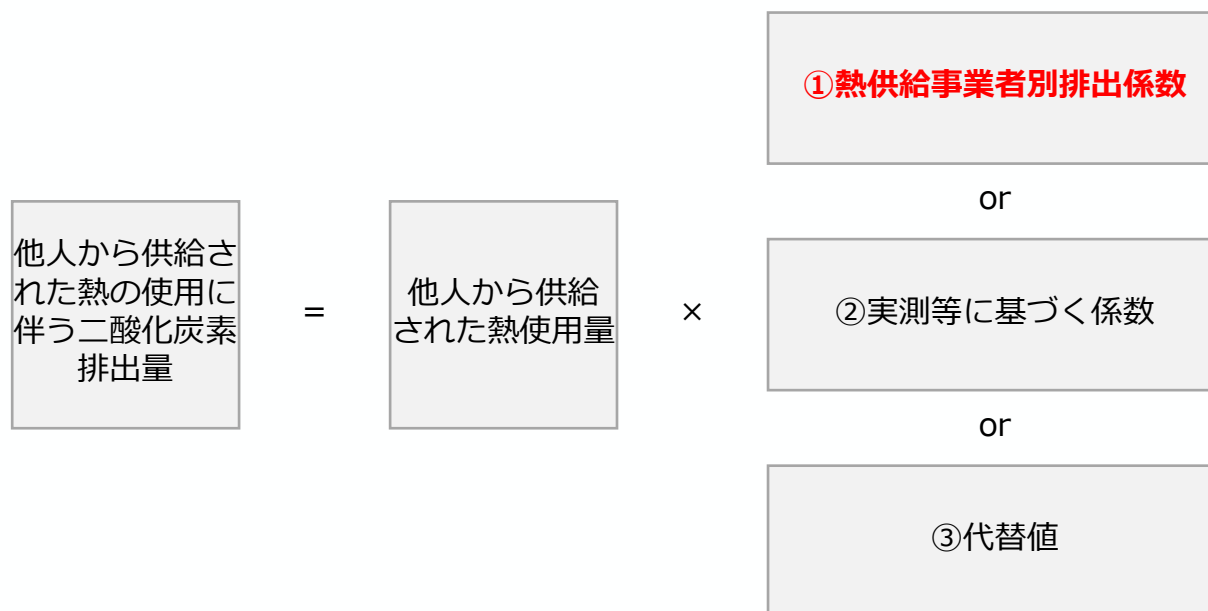 ①熱供給事業者別排出係数
or
他人から供給さ
れた熱の使用に
伴う二酸化炭素
排出量
=
他人から供給
された熱使用量
×
②実測等に基づく係数
or
③代替値